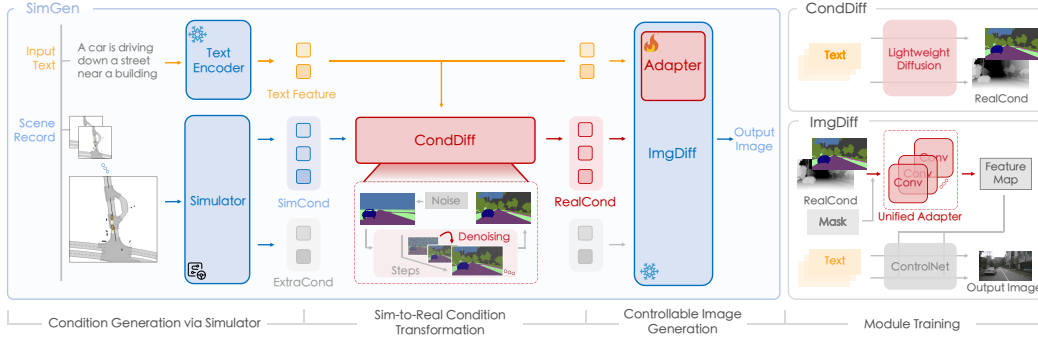 SimGen
Input
Text
A car is driving
down a street
near a building
Text
Encoder
Text Feature
Adapter
Scene
Record
Simulator
SimCond
ExtraCond
CondDiff
Noise
Denoising
Steps
RealCond
ImgDiff
Output
Image
CondDiff
Text
Lightweight
Diffusion
RealCond
ImgDiff
RealCond
Mask
Conv
Conv
Conv
Unified Adapter
Feature
Map
Text
ControlNet
Output Image
Condition Generation via Simulator
Sim-to-Real Condition
Transformation
Controllable Image
Generation
Module Training